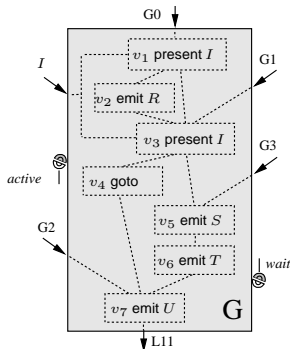 G0
v1 present I
I
G1
v2 emit R
v3 present I
G3
active
v4 goto
G2
v5 emit S
v6 emit T
wait
v7 emit U
G
L11